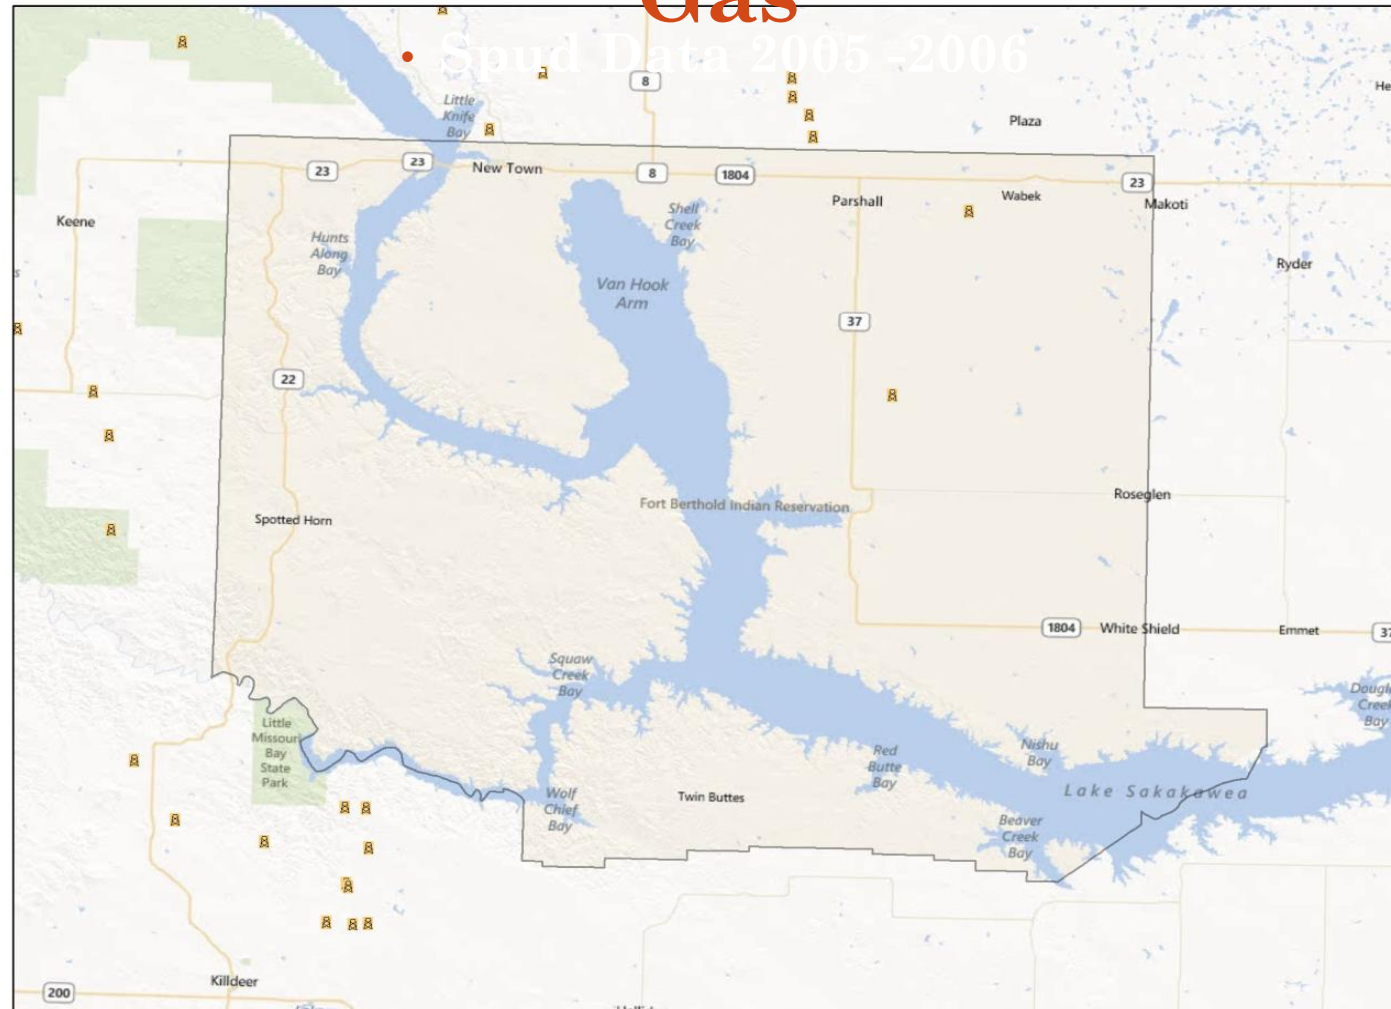 Gas
• Spud Data 2005 -2006
8
Little
Knife
Bay
Plaza
23
23
New Town
8
1804
23
Parshall
Wabek
Makoti
Keene
Hunts
Along
Bay
Shell
Creek
Bay
Ryder
Van Hook
Arm
37
22
Roseglen
Fort Berthold Indian Reservation
Spotted Horn
1804
White Shield
Emmet
37
Squaw
Creek
Bay
Creek
Bay
Little
Missouri
Bay
State
Park
Nishu
Bay
Red
Butte
Bay
Lake Sakakawea
Wolf
Chief
Bay
Twin Buttes
Beaver
Creek
Bay
Killdeer
200